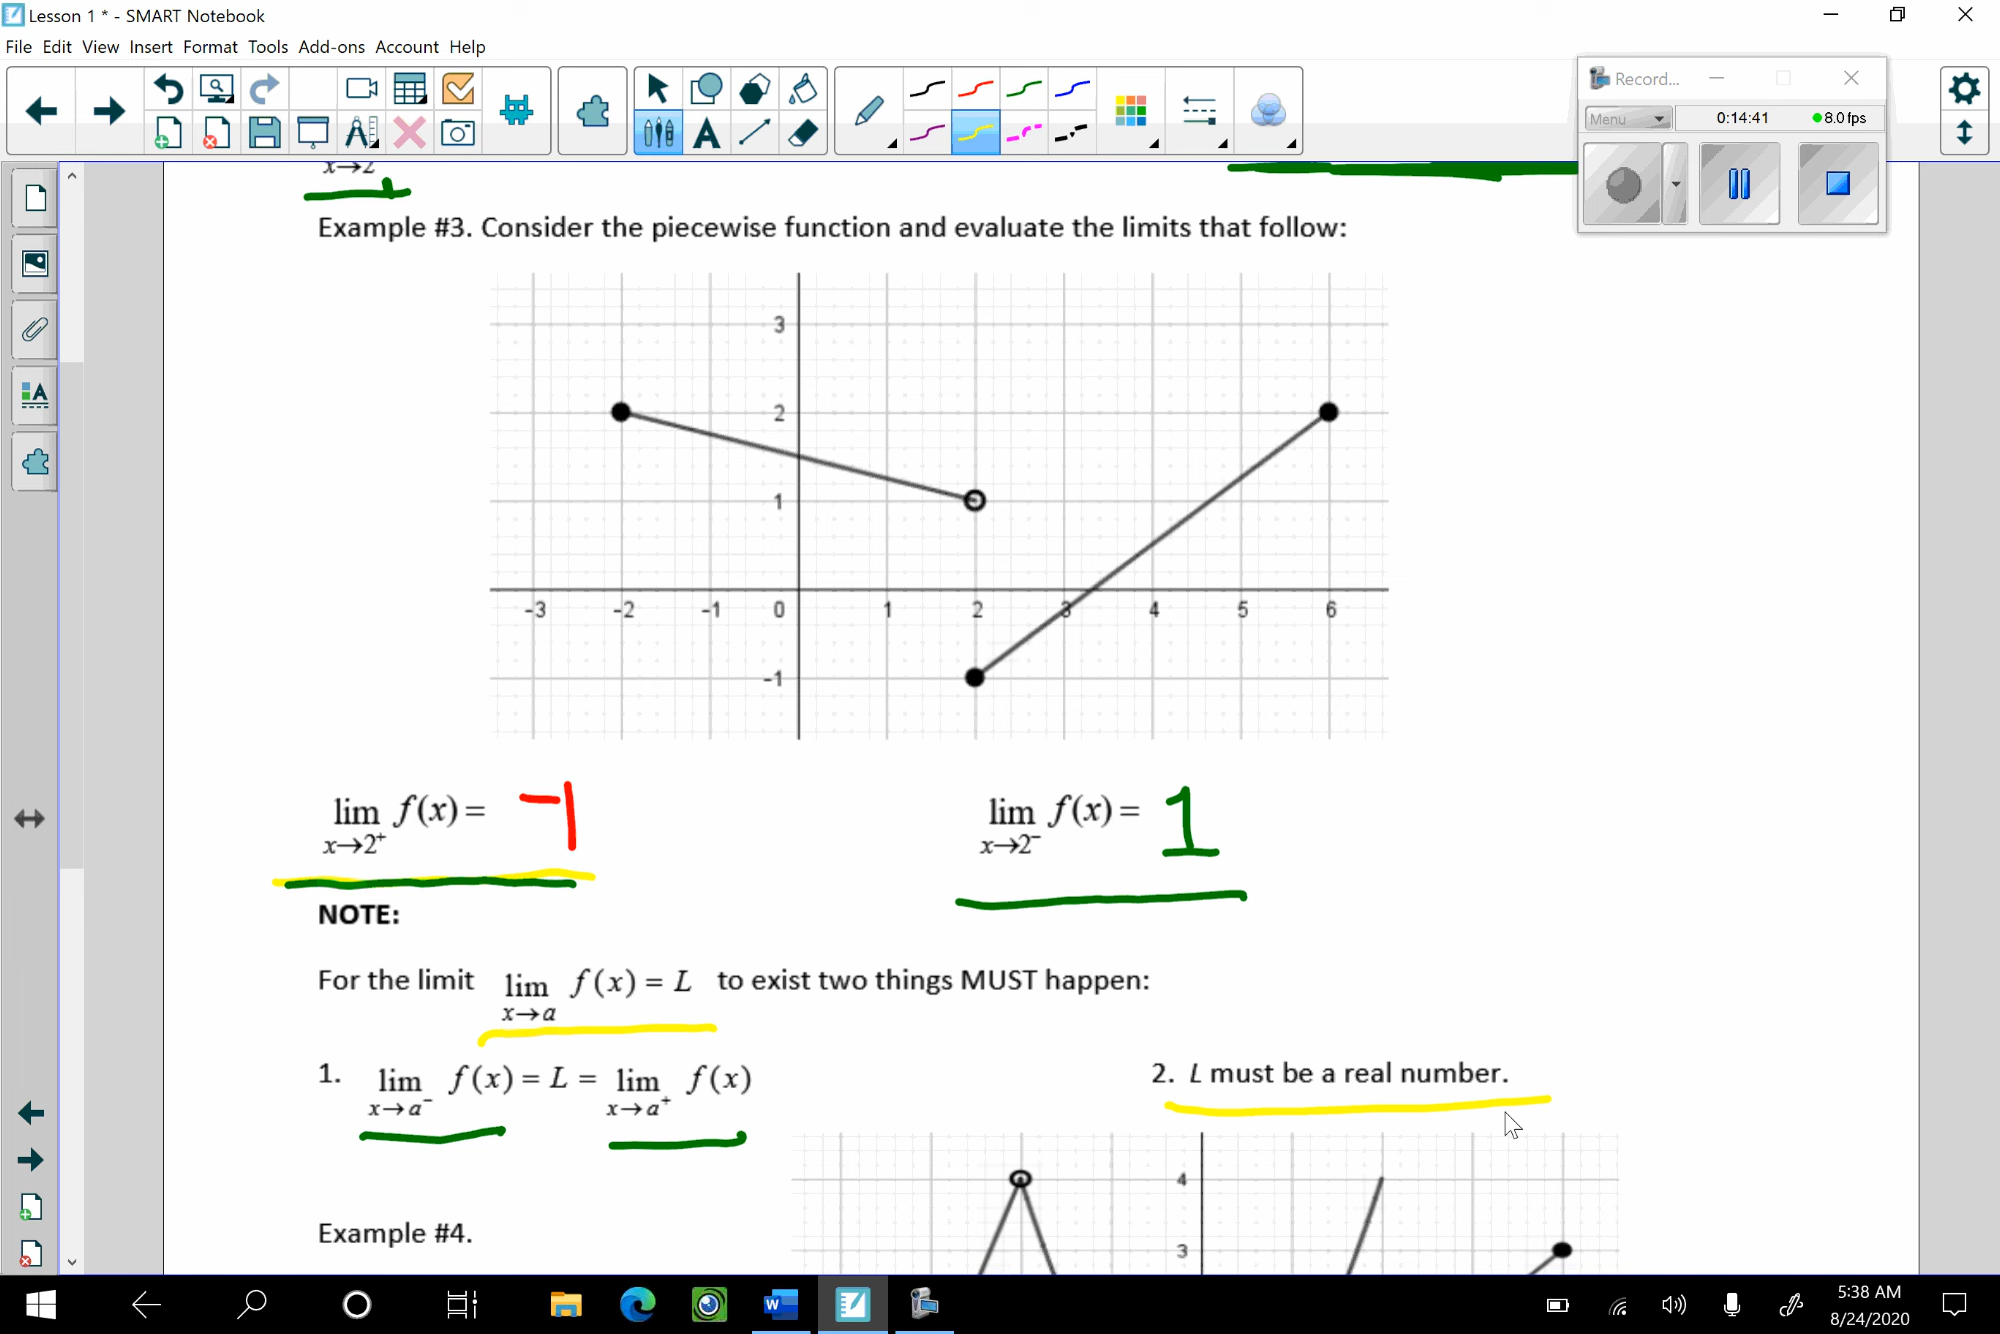 Lesson 1 * - SMART Notebook
File Edit View Insert Format Tools Add-ons Account Help
Record...
Menu 0:14:41 8.0 fps
x→2
Example #3. Consider the piecewise function and evaluate the limits that follow:
3
2
1
-3 -2 -1 0 1 2 3 4 5 6
-1
lim f(x) = -1
x→2⁺
lim f(x) = 1
x→2⁻
NOTE:
For the limit lim f(x) = L to exist two things MUST happen:
x→a
1. lim f(x) = L = lim f(x)
x→a⁻ x→a⁺
2. L must be a real number.
4
Example #4.
3
5:38 AM
8/24/2020